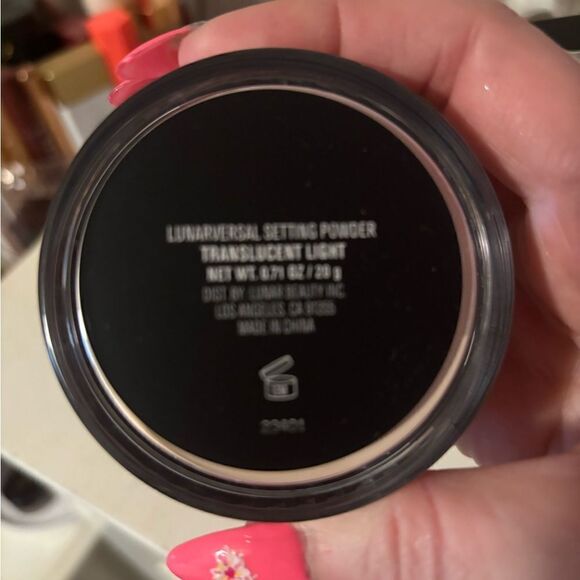 LUNARVERSAL SETTING POWDER
TRANSLUCENT LIGHT
NET WT. 0.71 OZ / 20 g
DIST BY. BEAUTY INC.
LOS ANGELES, CA
MADE IN CHINA